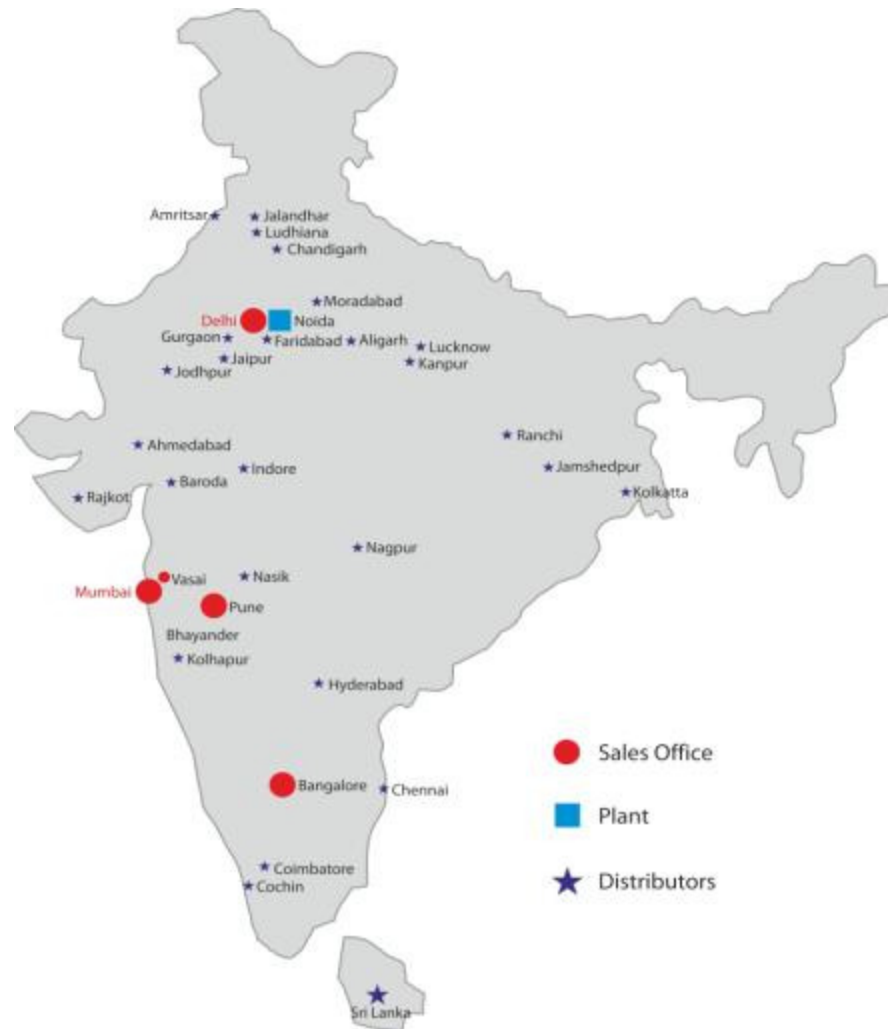 Amritsar
Jalandhar
Ludhiana
Chandigarh
Moradabad
Delhi
Noida
Gurgaon
Faridabad
Aligarh
Lucknow
Jaipur
Kanpur
Jodhpur
Ahmedabad
Ranchi
Indore
Jamshedpur
Baroda
Rajkot
Kolkatta
Nagpur
Vasai
Nasik
Mumbai
Pune
Bhayander
Kolhapur
Hyderabad
Sales Office
Bangalore
Chennai
Plant
Coimbatore
Distributors
Cochin
Sri Lanka